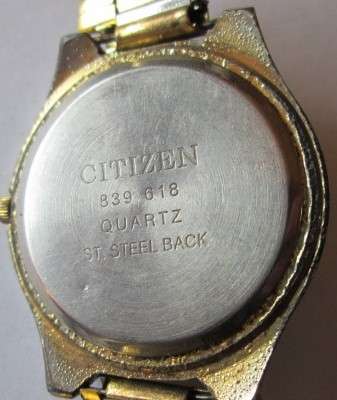 CITIZEN
839 618
QUARTZ
ST. STEEL BACK